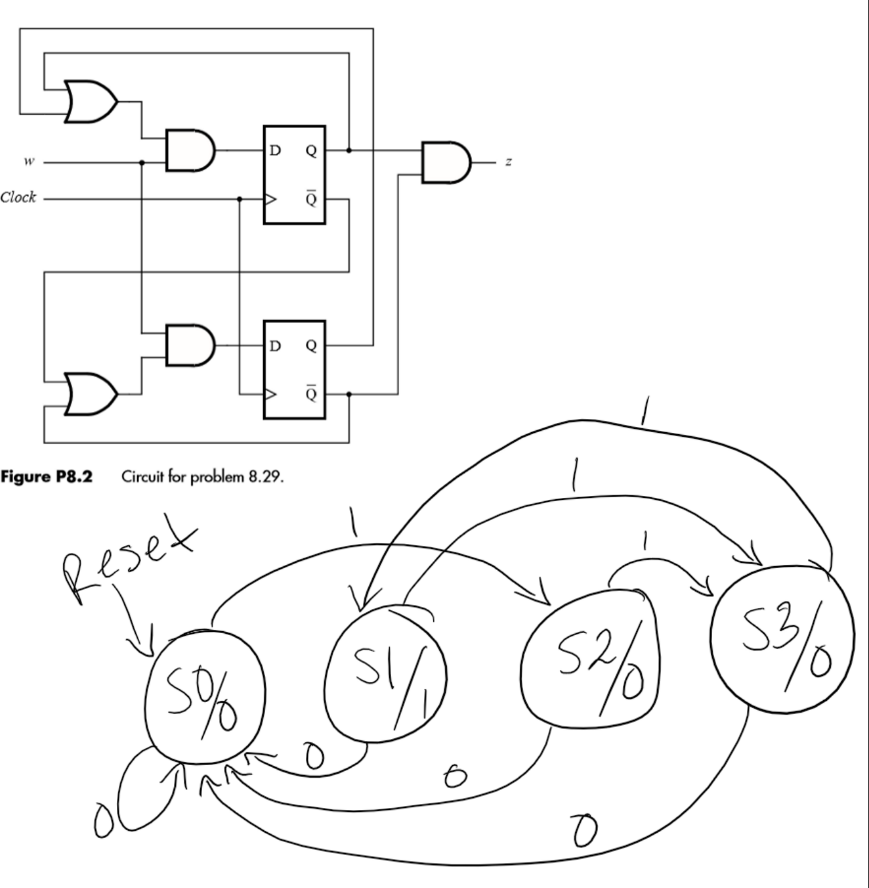 w
Clock
D Q
Q̅
D Q
Q̅
z
Figure P8.2 Circuit for problem 8.29.
Reset
1
1
1
1
S0/0
S1/1
S2/0
S3/0
0
0
0
0